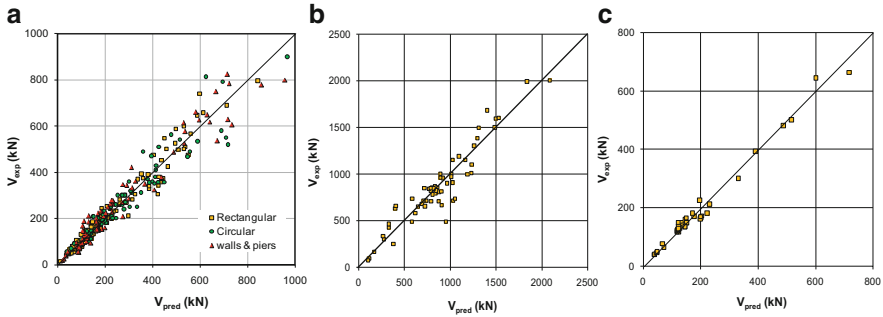 a
1000
800
600
400
200
0
0 200 400 600 800 1000
V_exp (kN)
V_pred (kN)
Rectangular
Circular
walls & piers
b
2500
2000
1500
1000
500
0
0 500 1000 1500 2000 2500
V_exp (kN)
V_pred (kN)
c
800
600
400
200
0
0 200 400 600 800
V_exp (kN)
V_pred (kN)